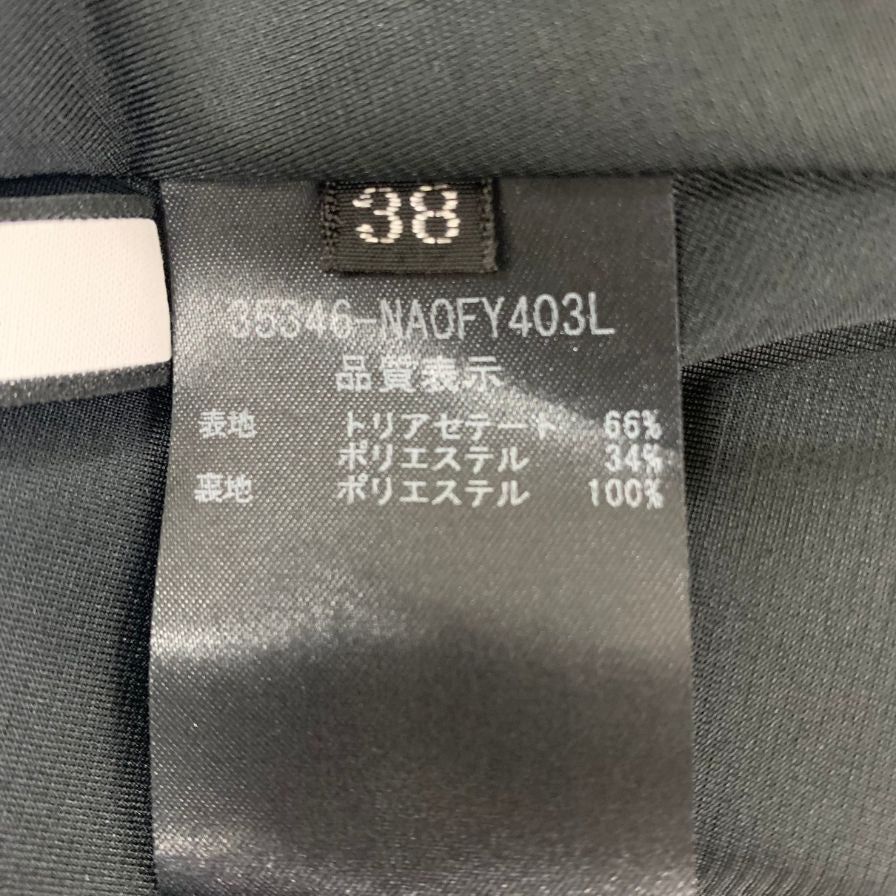 38
35346-NA0FY403L
品質表示
表地 トリアセテート 66%
ポリエステル 34%
裏地 ポリエステル 100%